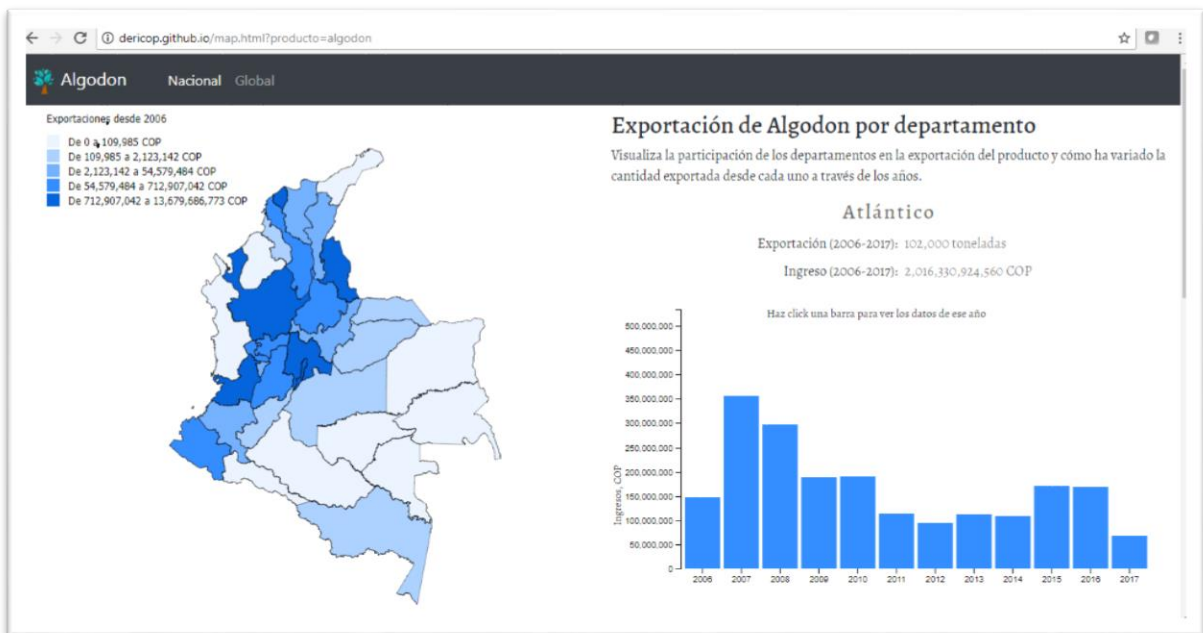 dericop.github.io/map.html?producto=algodon
Algodon Nacional Global
Exportaciones desde 2006
De 0 a 109,985 COP
De 109,985 a 2,123,142 COP
De 2,123,142 a 54,579,484 COP
De 54,579,484 a 712,907,042 COP
De 712,907,042 a 13,679,686,773 COP
Exportación de Algodon por departamento
Visualiza la participación de los departamentos en la exportación del producto y cómo ha variado la
cantidad exportada desde cada uno a través de los años.
Atlántico
Exportación (2006-2017): 102,000 toneladas
Ingreso (2006-2017): 2,016,330,924,560 COP
Haz click una barra para ver los datos de ese año
500,000,000
450,000,000
400,000,000
350,000,000
300,000,000
250,000,000
200,000,000
150,000,000
100,000,000
50,000,000
0
Ingresos, COP
2006 2007 2008 2009 2010 2011 2012 2013 2014 2015 2016 2017